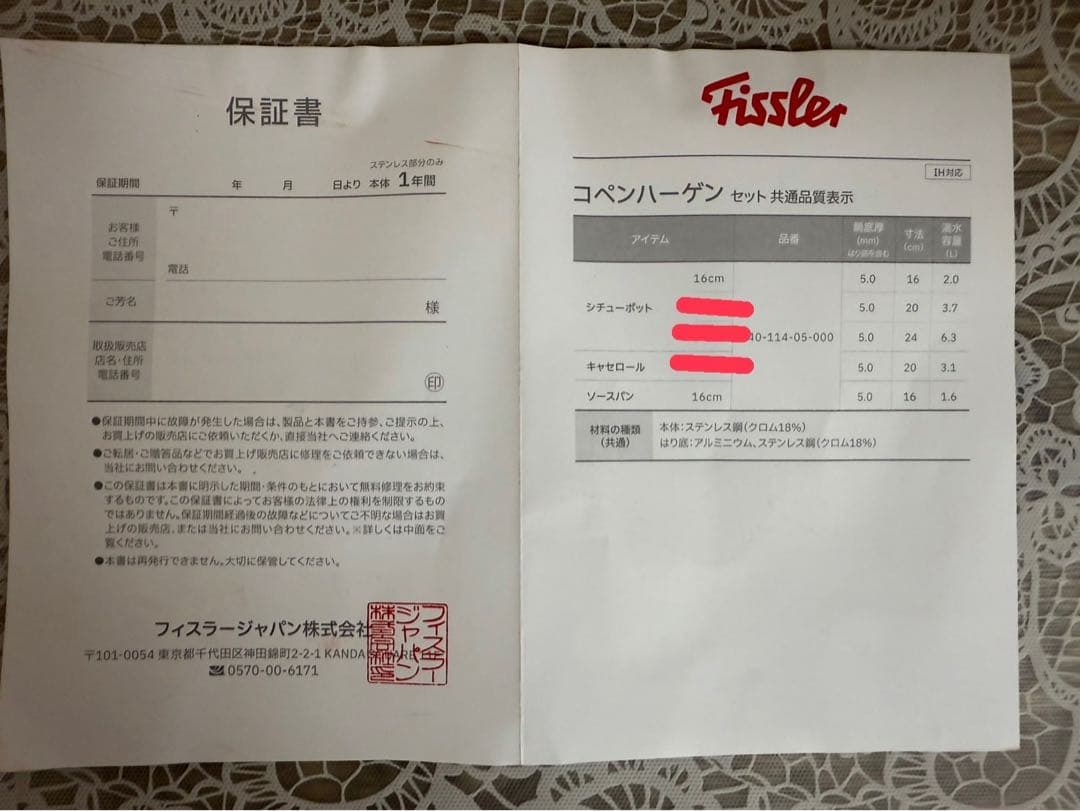 保証書
ステンレス部分のみ
保証期間 年 月 日より 本体 1年間
お客様
ご住所
電話番号
〒
電話
ご芳名
様
取扱販売店
店名・住所
電話番号
印
●保証期間中に故障が発生した場合は、製品と本書をご持参、ご提示の上、
お買上げの販売店にご依頼いただくか、直接当社へご連絡ください。
●ご転居・ご贈答品などでお買上げ販売店に修理をご依頼できない場合は、
当社にお問い合わせください。
●この保証書は本書に明示した期間・条件のもとにおいて無料修理をお約束
するものです。この保証書によってお客様の法律上の権利を制限するもの
ではありません。保証期間経過後の故障などについてご不明な場合はお買
上げの販売店、または当社にお問い合わせください。※詳しくは中面をご
覧ください。
●本書は再発行できません。大切に保管してください。
フィスラージャパン株式会社
〒101-0054 東京都千代田区神田錦町2-2-1 KANDA
0570-00-6171
フィスラー
ジャパン
株式会社
Fissler
IH対応
コペンハーゲン セット 共通品質表示
アイテム 品番 鍋底厚(mm)はり底を含む 寸法(cm) 満水容量(L)
16cm 5.0 16 2.0
シチューポット 5.0 20 3.7
40-114-05-000 5.0 24 6.3
キャセロール 5.0 20 3.1
ソースパン 16cm 5.0 16 1.6
材料の種類
(共通)
本体:ステンレス鋼(クロム18%)
はり底:アルミニウム、ステンレス鋼(クロム18%)